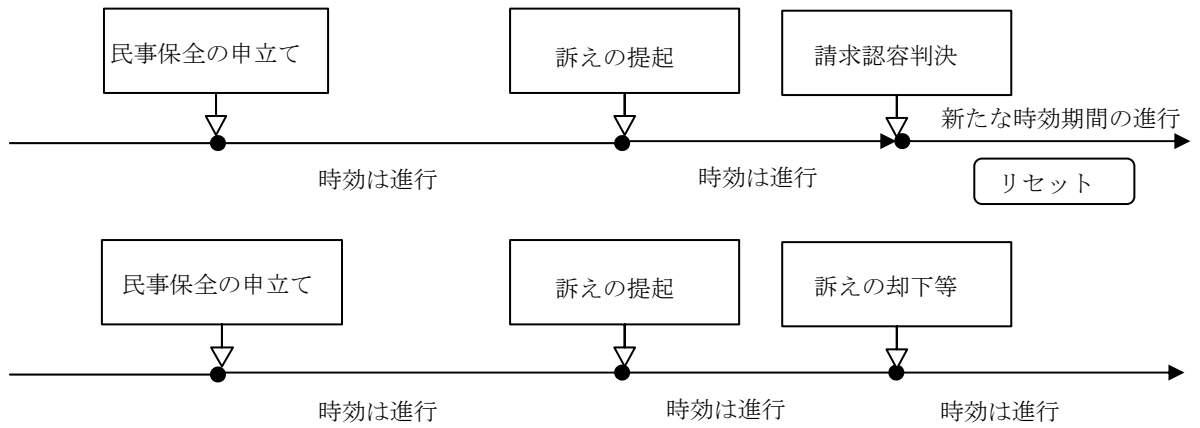 民事保全の申立て
訴えの提起
請求認容判決
新たな時効期間の進行
時効は進行
時効は進行
リセット
民事保全の申立て
訴えの提起
訴えの却下等
時効は進行
時効は進行
時効は進行